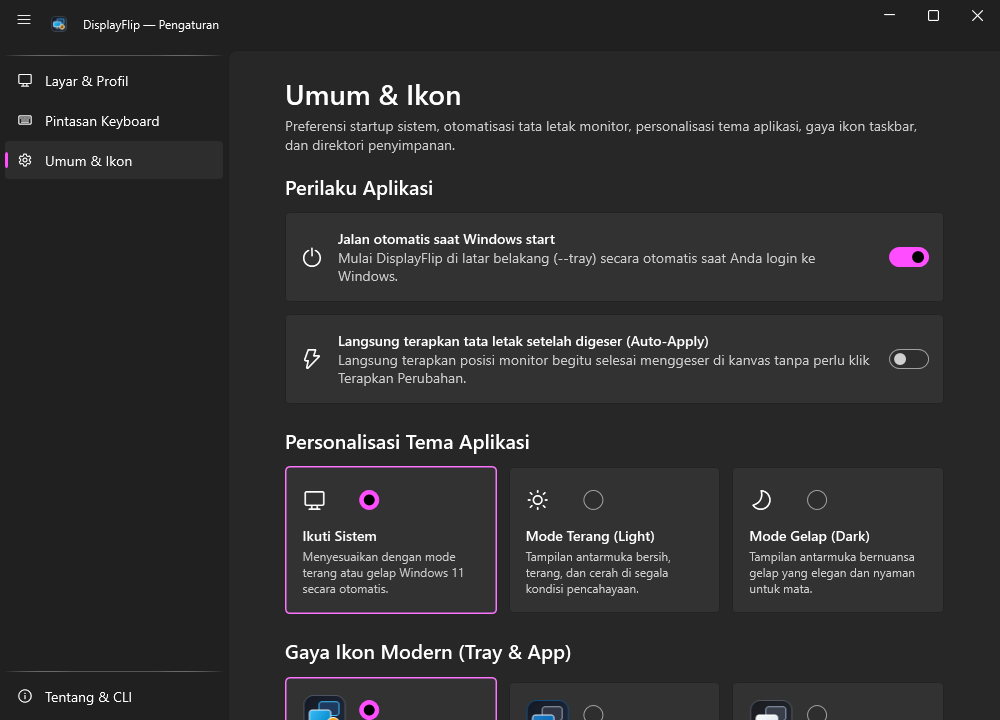 DisplayFlip — Pengaturan
Layar & Profil
Pintasan Keyboard
Umum & Ikon
Tentang & CLI
Umum & Ikon
Preferensi startup sistem, otomatisasi tata letak monitor, personalisasi tema aplikasi, gaya ikon taskbar,
dan direktori penyimpanan.
Perilaku Aplikasi
Jalan otomatis saat Windows start
Mulai DisplayFlip di latar belakang (--tray) secara otomatis saat Anda login ke
Windows.
Langsung terapkan tata letak setelah digeser (Auto-Apply)
Langsung terapkan posisi monitor begitu selesai menggeser di kanvas tanpa perlu klik
Terapkan Perubahan.
Personalisasi Tema Aplikasi
Ikuti Sistem
Menyesuaikan dengan mode
terang atau gelap Windows 11
secara otomatis.
Mode Terang (Light)
Tampilan antarmuka bersih,
terang, dan cerah di segala
kondisi pencahayaan.
Mode Gelap (Dark)
Tampilan antarmuka bernuansa
gelap yang elegan dan nyaman
untuk mata.
Gaya Ikon Modern (Tray & App)